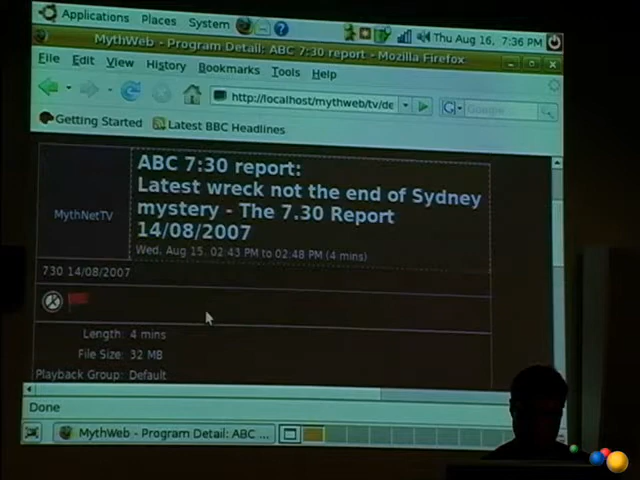 Applications Places System
Thu Aug 16, 7:36 PM
MythWeb - Program Detail: ABC 7:30 report - Mozilla Firefox
File Edit View History Bookmarks Tools Help
http://localhost/mythweb/tv/de
Google
Getting Started Latest BBC Headlines
ABC 7:30 report:
Latest wreck not the end of Sydney
mystery - The 7.30 Report
14/08/2007
MythNetTV
Wed, Aug 15, 02:43 PM to 02:48 PM (4 mins)
730 14/08/2007
Length: 4 mins
File Size: 32 MB
Playback Group: Default
Done
MythWeb - Program Detail: ABC ...